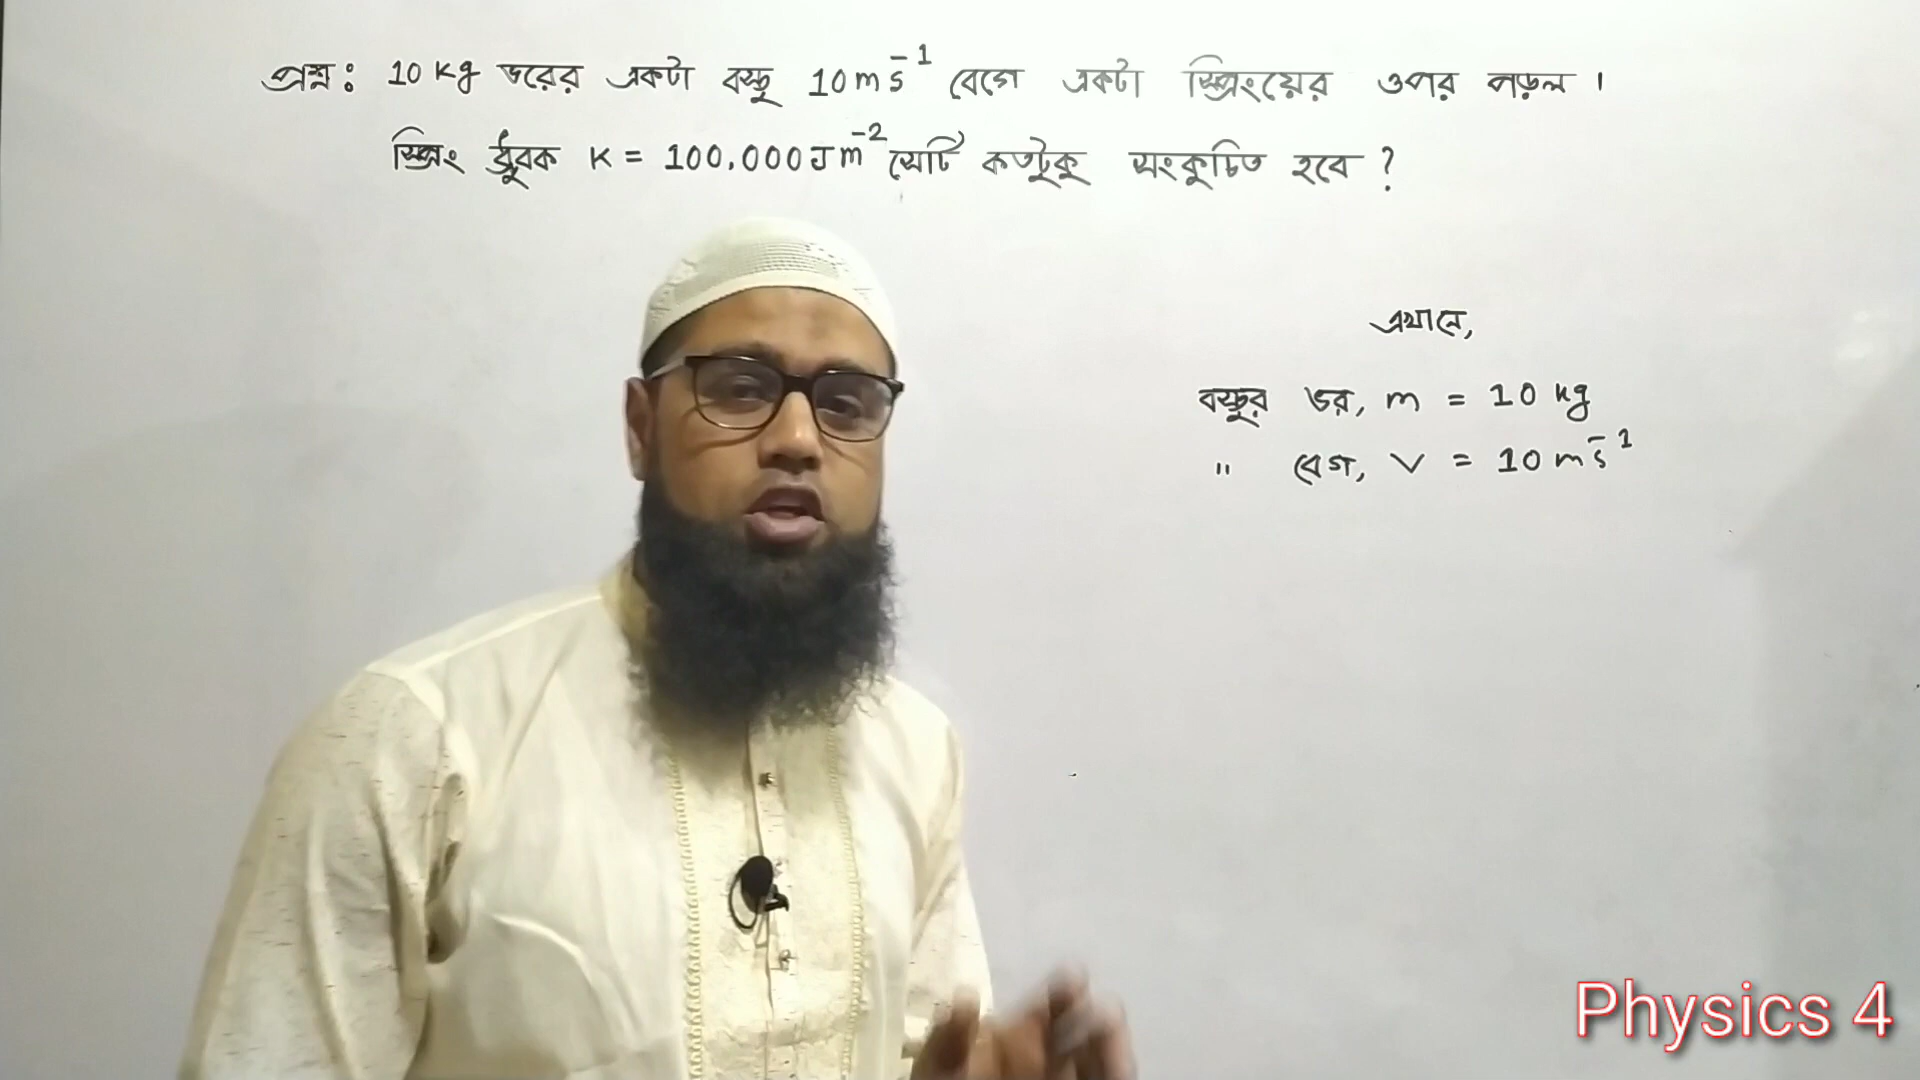 প্রশ্ন : 10 kg ভরের একটা বস্তু 10 ms⁻¹ বেগে একটা স্প্রিংয়ের ওপর পড়ল ।
স্প্রিং ধ্রুবক K = 100,000 Jm⁻² সেটি কতটুকু সংকুচিত হবে ?
এখানে,
বস্তুর ভর, m = 10 kg
" বেগ, v = 10 ms⁻¹
Physics 4